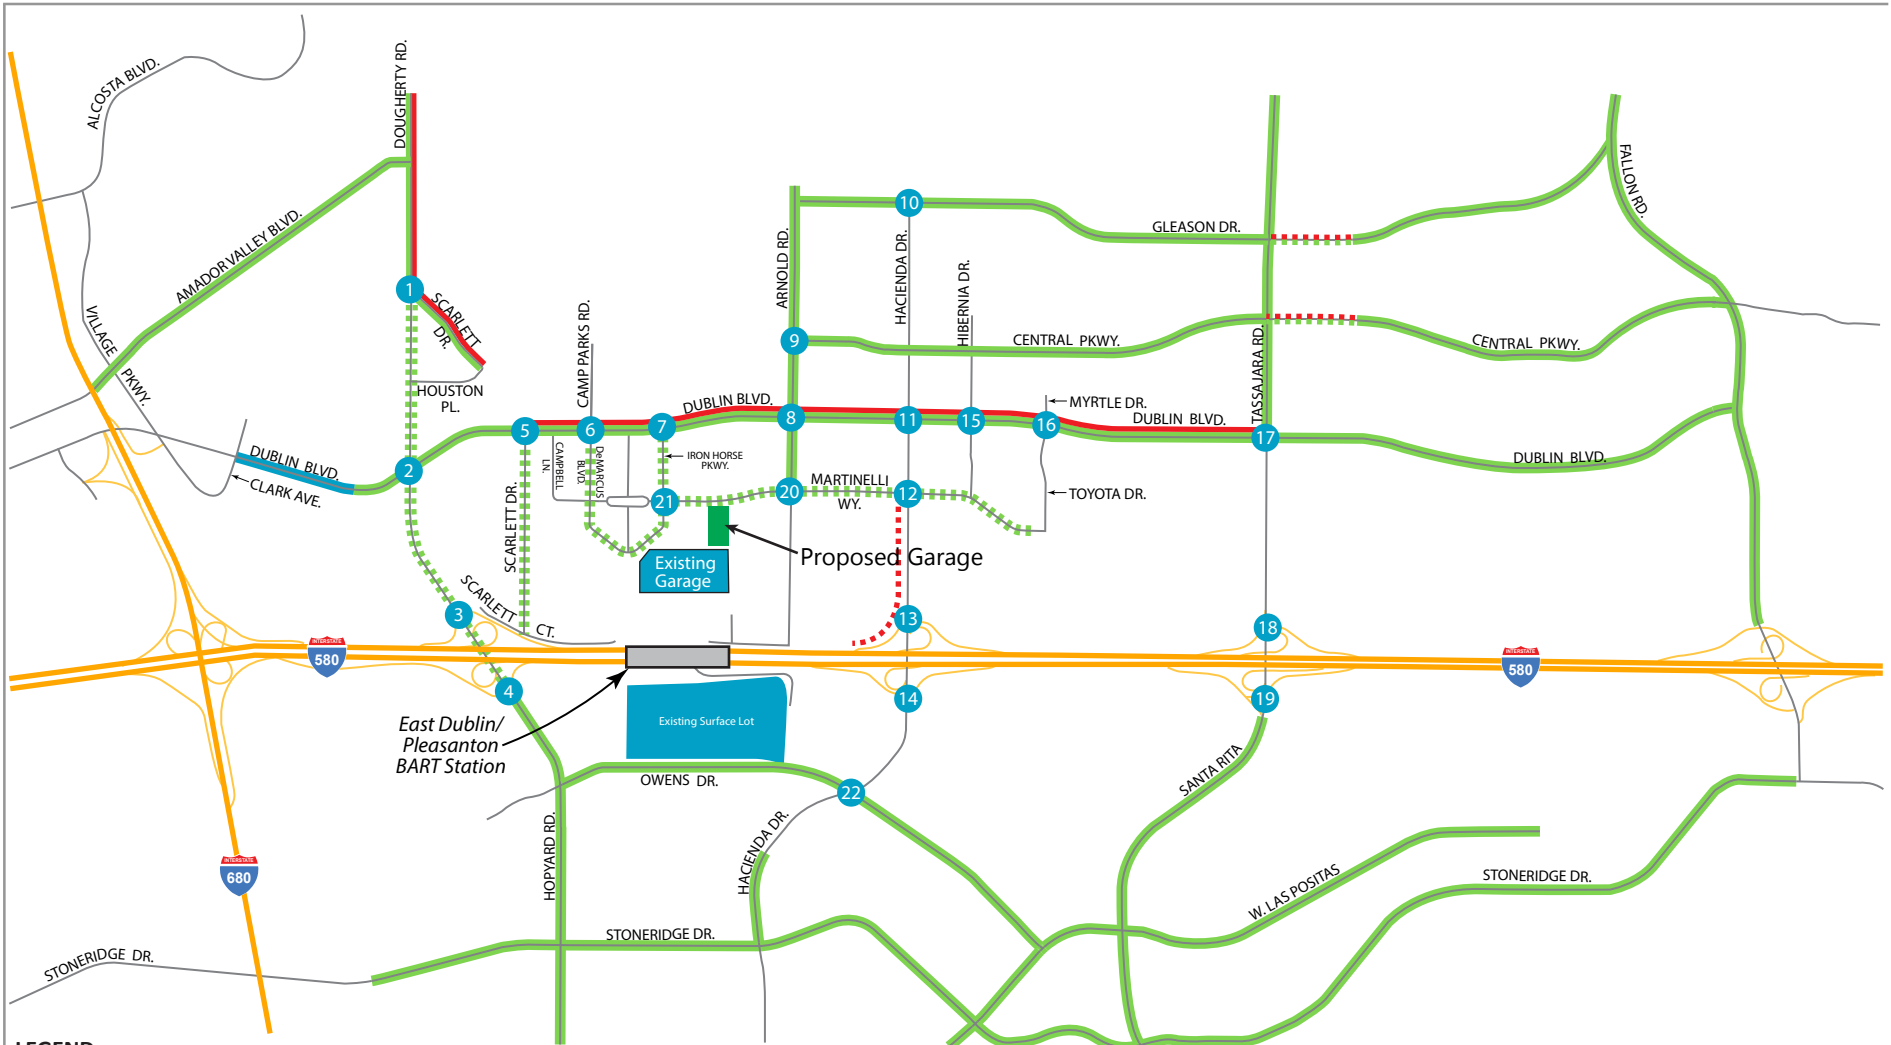 ALCOSTA BLVD.
DOUGHERTY RD.
AMADOR VALLEY BLVD.
VILLAGE
PKWY.
1
SCARLETT
DR.
HOUSTON
PL.
DUBLIN BLVD.
CLARK AVE.
2
3
4
5
6
7
8
9
10
11
12
13
14
15
16
17
18
19
20
21
22
CAMP PARKS RD.
DUBLIN BLVD.
CAMPBELL
LN.
DeMARCUS
BLVD.
IRON HORSE
PKWY.
SCARLETT DR.
SCARLETT
CT.
ARNOLD RD.
HACIENDA DR.
HIBERNIA DR.
GLEASON DR.
CENTRAL PKWY.
MYRTLE DR.
DUBLIN BLVD.
TOYOTA DR.
MARTINELLI
WY.
TASSAJARA RD.
FALLON RD.
CENTRAL PKWY.
DUBLIN BLVD.
Proposed Garage
Existing
Garage
INTERSTATE
580
INTERSTATE
580
Existing Surface Lot
East Dublin/
Pleasanton
BART Station
OWENS DR.
HOPYARD RD.
HACIENDA DR.
SANTA RITA
W. LAS POSITAS
STONERIDGE DR.
STONERIDGE DR.
STONERIDGE DR.
INTERSTATE
680
LEGEND